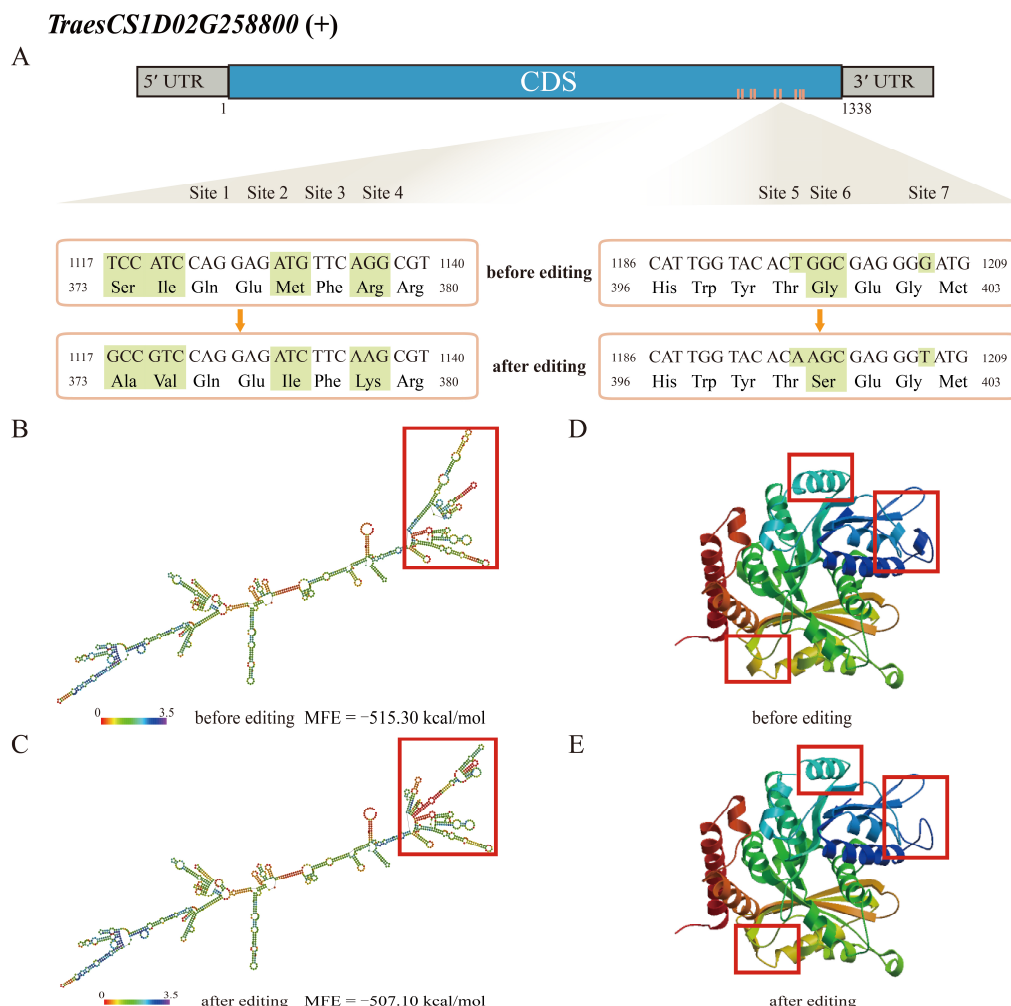 TraesCS1D02G258800 (+)
A
5′ UTR CDS 3′ UTR
1 1338
Site 1 Site 2 Site 3 Site 4 Site 5 Site 6 Site 7
1117 TCC ATC CAG GAG ATG TTC AGG CGT 1140
373 Ser Ile Gln Glu Met Phe Arg Arg 380
before editing
1186 CAT TGG TAC ACT GGC GAG GGG ATG 1209
396 His Trp Tyr Thr Gly Glu Gly Met 403
1117 GCC GTC CAG GAG ATC TTC AAG CGT 1140
373 Ala Val Gln Glu Ile Phe Lys Arg 380
after editing
1186 CAT TGG TAC ACA AGC GAG GGT ATG 1209
396 His Trp Tyr Thr Ser Glu Gly Met 403
B
0 3.5
before editing MFE = −515.30 kcal/mol
D
before editing
C
0 3.5
after editing MFE = −507.10 kcal/mol
E
after editing